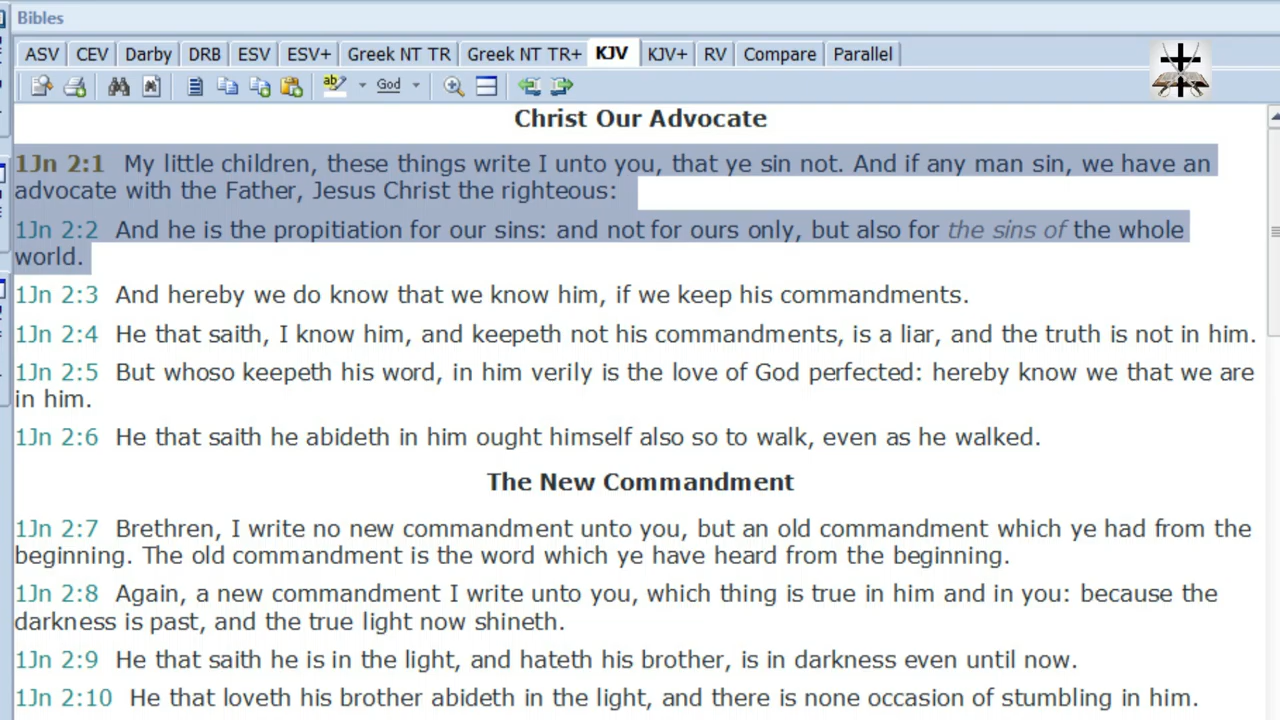 Bibles
ASV CEV Darby DRB ESV ESV+ Greek NT TR Greek NT TR+ KJV KJV+ RV Compare Parallel
ab God
Christ Our Advocate
1Jn 2:1 My little children, these things write I unto you, that ye sin not. And if any man sin, we have an
advocate with the Father, Jesus Christ the righteous:
1Jn 2:2 And he is the propitiation for our sins: and not for ours only, but also for the sins of the whole
world.
1Jn 2:3 And hereby we do know that we know him, if we keep his commandments.
1Jn 2:4 He that saith, I know him, and keepeth not his commandments, is a liar, and the truth is not in him.
1Jn 2:5 But whoso keepeth his word, in him verily is the love of God perfected: hereby know we that we are
in him.
1Jn 2:6 He that saith he abideth in him ought himself also so to walk, even as he walked.
The New Commandment
1Jn 2:7 Brethren, I write no new commandment unto you, but an old commandment which ye had from the
beginning. The old commandment is the word which ye have heard from the beginning.
1Jn 2:8 Again, a new commandment I write unto you, which thing is true in him and in you: because the
darkness is past, and the true light now shineth.
1Jn 2:9 He that saith he is in the light, and hateth his brother, is in darkness even until now.
1Jn 2:10 He that loveth his brother abideth in the light, and there is none occasion of stumbling in him.